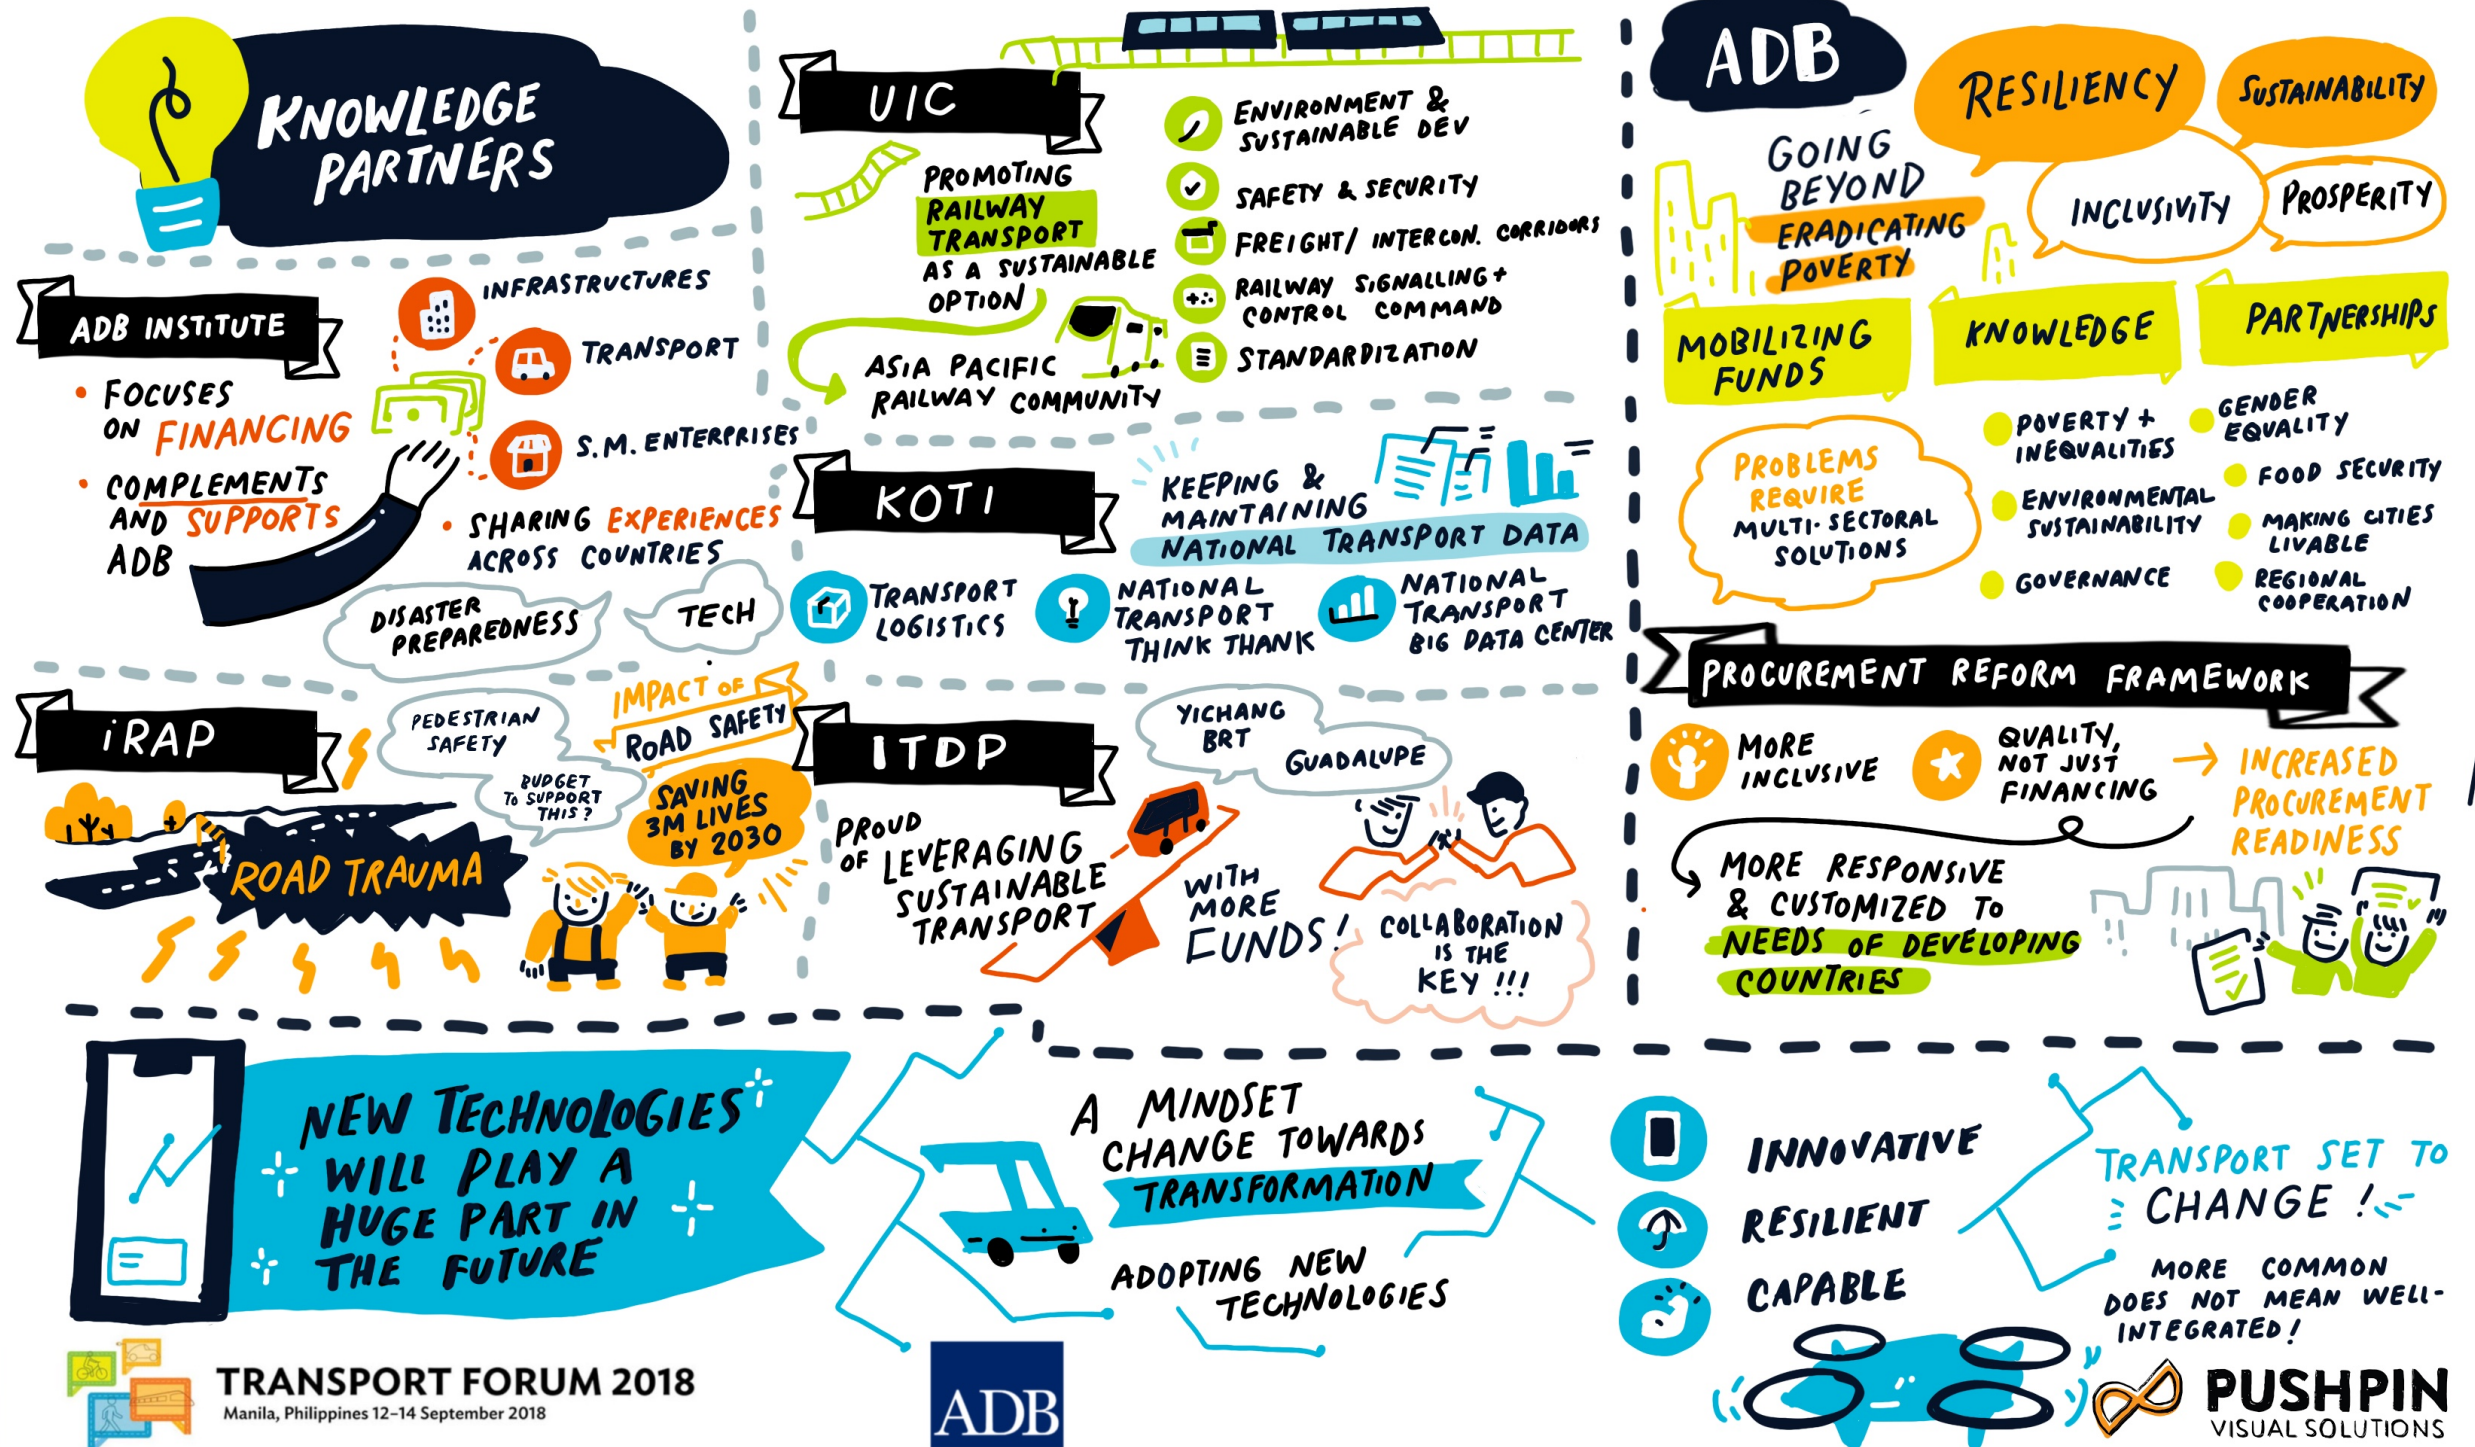 KNOWLEDGE
PARTNERS
ADB INSTITUTE
• FOCUSES
ON FINANCING
• COMPLEMENTS
AND SUPPORTS
ADB
INFRASTRUCTURES
TRANSPORT
S.M. ENTERPRISES
• SHARING EXPERIENCES
ACROSS COUNTRIES
DISASTER
PREPAREDNESS
TECH
iRAP
PEDESTRIAN
SAFETY
BUDGET
TO SUPPORT
THIS?
IMPACT OF
ROAD SAFETY
SAVING
3M LIVES
BY 2030
ROAD TRAUMA
UIC
PROMOTING
RAILWAY
TRANSPORT
AS A SUSTAINABLE
OPTION
ASIA PACIFIC
RAILWAY COMMUNITY
ENVIRONMENT &
SUSTAINABLE DEV
SAFETY & SECURITY
FREIGHT/ INTERCON. CORRIDORS
RAILWAY SIGNALLING +
CONTROL COMMAND
STANDARDIZATION
KOTI
KEEPING &
MAINTAINING
NATIONAL TRANSPORT DATA
TRANSPORT
LOGISTICS
NATIONAL
TRANSPORT
THINK THANK
NATIONAL
TRANSPORT
BIG DATA CENTER
ITDP
PROUD
OF LEVERAGING
SUSTAINABLE
TRANSPORT
WITH
MORE
FUNDS!
YICHANG
BRT
GUADALUPE
COLLABORATION
IS THE
KEY !!!
ADB
GOING
BEYOND
ERADICATING
POVERTY
RESILIENCY
SUSTAINABILITY
INCLUSIVITY
PROSPERITY
MOBILIZING
FUNDS
KNOWLEDGE
PARTNERSHIPS
PROBLEMS
REQUIRE
MULTI-SECTORAL
SOLUTIONS
POVERTY +
INEQUALITIES
ENVIRONMENTAL
SUSTAINABILITY
GOVERNANCE
GENDER
EQUALITY
FOOD SECURITY
MAKING CITIES
LIVABLE
REGIONAL
COOPERATION
PROCUREMENT REFORM FRAMEWORK
MORE
INCLUSIVE
QUALITY,
NOT JUST
FINANCING
→ INCREASED
PROCUREMENT
READINESS
MORE RESPONSIVE
& CUSTOMIZED TO
NEEDS OF DEVELOPING
COUNTRIES
NEW TECHNOLOGIES
WILL PLAY A
HUGE PART IN
THE FUTURE
A MINDSET
CHANGE TOWARDS
TRANSFORMATION
ADOPTING NEW
TECHNOLOGIES
INNOVATIVE
RESILIENT
CAPABLE
TRANSPORT SET TO
CHANGE !
MORE COMMON
DOES NOT MEAN WELL-
INTEGRATED!
TRANSPORT FORUM 2018
Manila, Philippines 12–14 September 2018
ADB
PUSHPIN
VISUAL SOLUTIONS